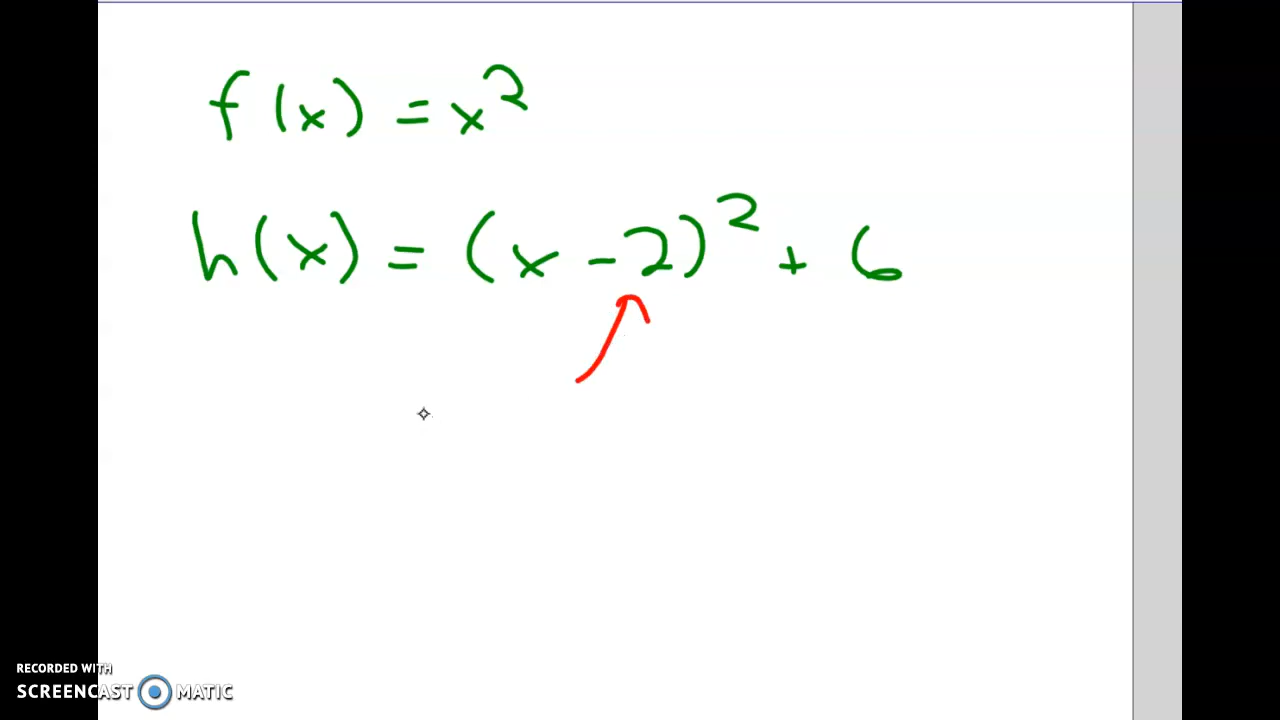 f(x) = x²
h(x) = (x - 2)² + 6
RECORDED WITH
SCREENCAST MATIC